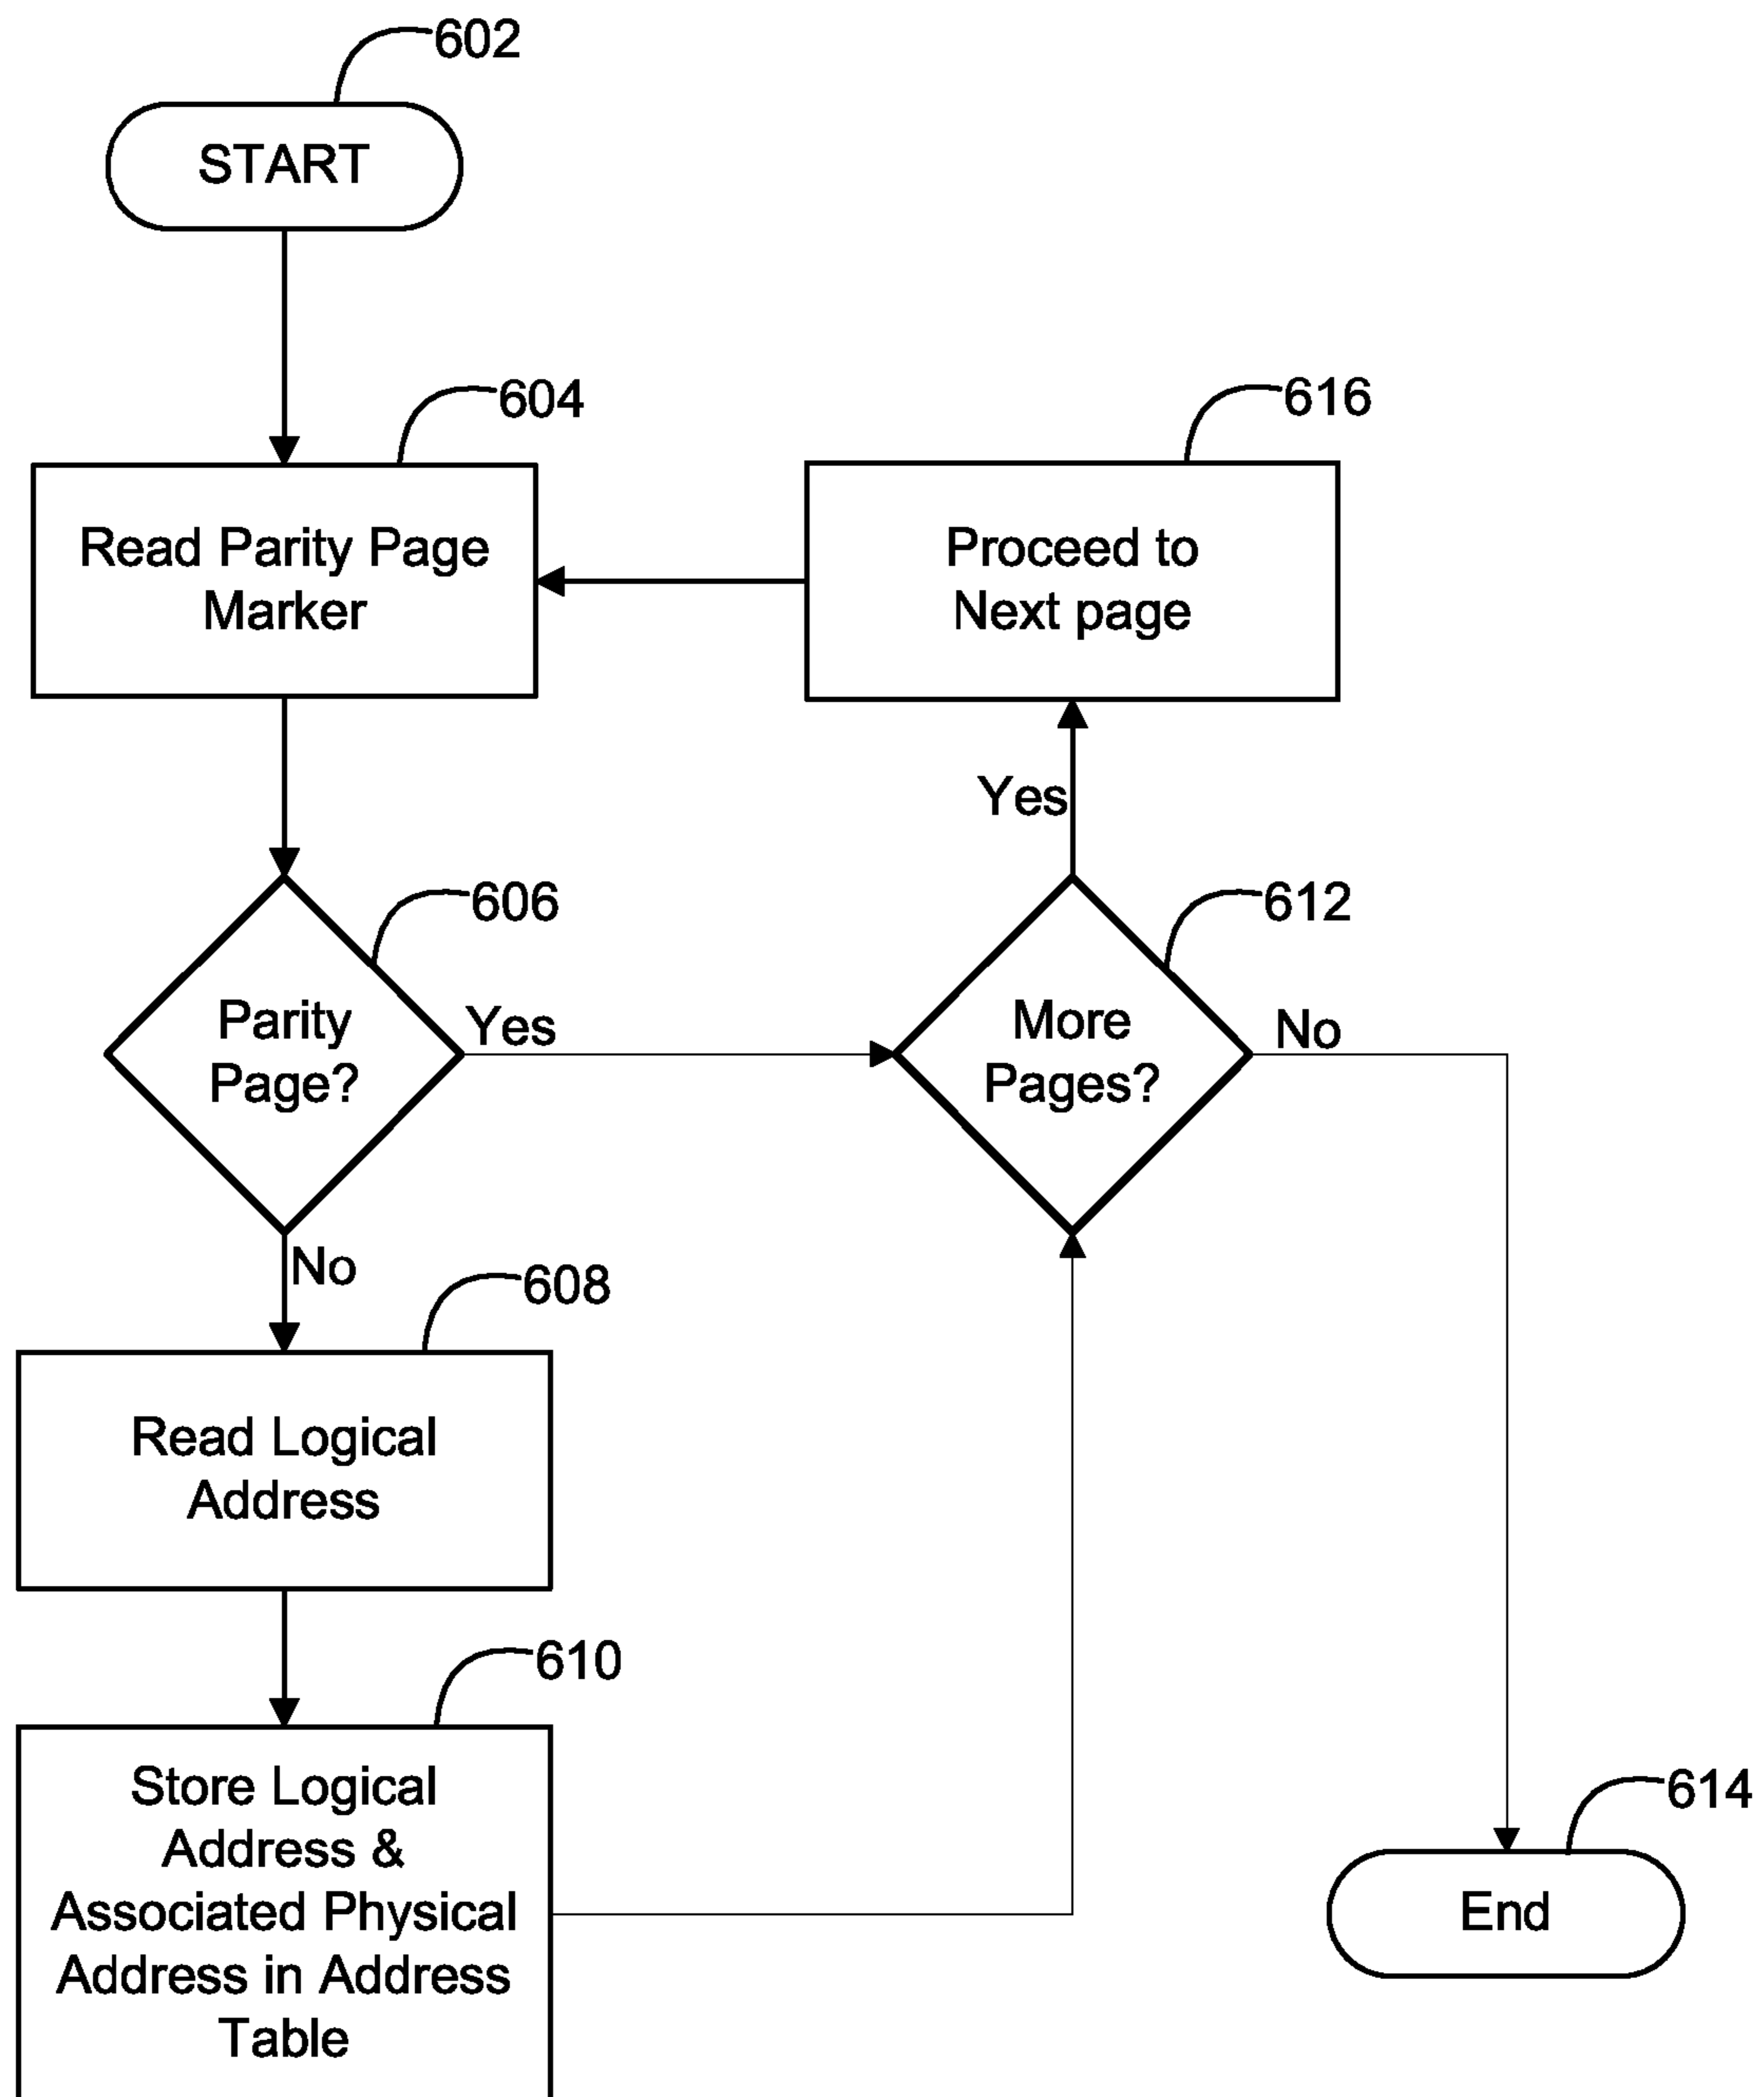 602
START
604
616
Read Parity Page
Marker
Proceed to
Next page
Yes
606
612
Parity
Page?
Yes
More
Pages?
No
No
608
Read Logical
Address
610
Store Logical
Address &
Associated Physical
Address in Address
Table
614
End